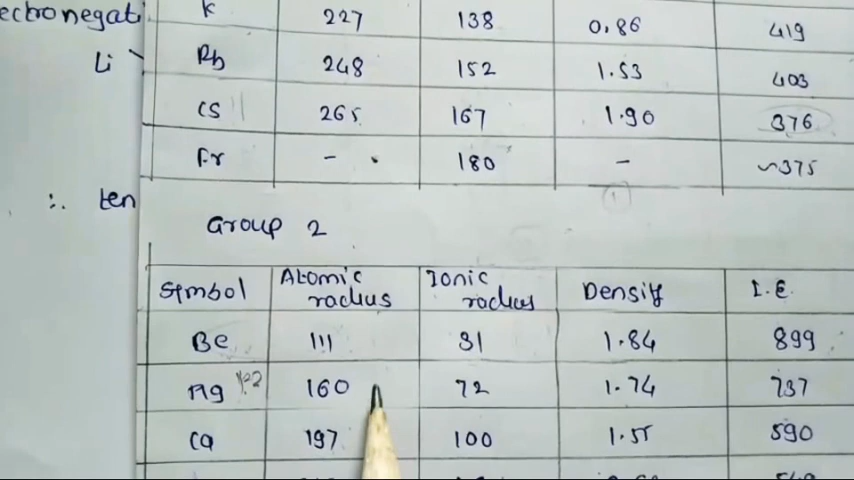 ectronegati
K 227 138 0.86 419
Li Rb 248 152 1.53 403
CS 265 167 1.90 376
Fr - 180 - ~375
∴ ten
Group 2
Symbol Atomic radius Ionic radius Density I.E.
Be 111 31 1.84 899
Mg 160 72 1.74 737
Ca 197 100 1.55 590